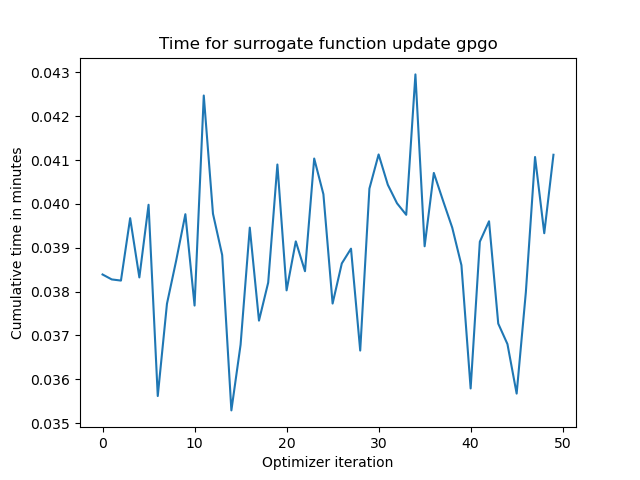 Time for surrogate function update gpgo
Cumulative time in minutes
0.043
0.042
0.041
0.040
0.039
0.038
0.037
0.036
0.035
0 10 20 30 40 50
Optimizer iteration